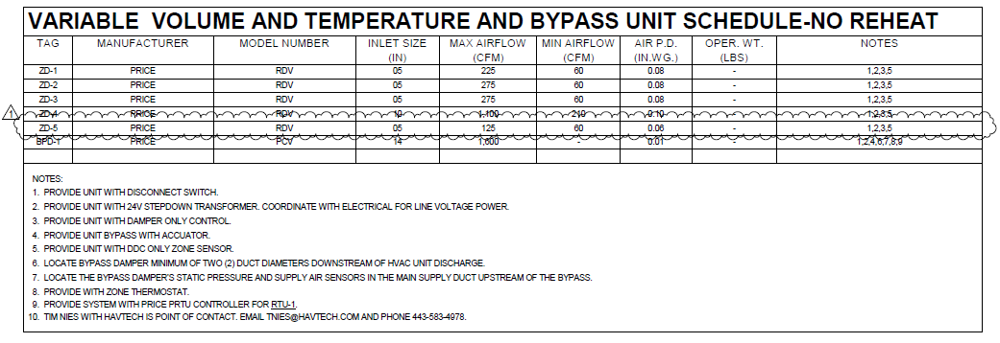 VARIABLE VOLUME AND TEMPERATURE AND BYPASS UNIT SCHEDULE-NO REHEAT
TAG MANUFACTURER MODEL NUMBER INLET SIZE (IN) MAX AIRFLOW (CFM) MIN AIRFLOW (CFM) AIR P.D. (IN.WG.) OPER. WT. (LBS) NOTES
ZD-1 PRICE RDV 05 225 60 0.08 - 1,2,3,5
ZD-2 PRICE RDV 05 275 60 0.08 - 1,2,3,5
ZD-3 PRICE RDV 05 275 60 0.08 - 1,2,3,5
1 ZD-4 PRICE RDV 10 1,100 210 0.10 - 1,2,3,5
ZD-5 PRICE RDV 05 125 60 0.06 - 1,2,3,5
BPD-1 PRICE PCV 14 1,600 - 0.01 - 1,2,4,6,7,8,9
NOTES:
1. PROVIDE UNIT WITH DISCONNECT SWITCH.
2. PROVIDE UNIT WITH 24V STEPDOWN TRANSFORMER. COORDINATE WITH ELECTRICAL FOR LINE VOLTAGE POWER.
3. PROVIDE UNIT WITH DAMPER ONLY CONTROL.
4. PROVIDE UNIT BYPASS WITH ACCUATOR.
5. PROVIDE UNIT WITH DDC ONLY ZONE SENSOR.
6. LOCATE BYPASS DAMPER MINIMUM OF TWO (2) DUCT DIAMETERS DOWNSTREAM OF HVAC UNIT DISCHARGE.
7. LOCATE THE BYPASS DAMPER'S STATIC PRESSURE AND SUPPLY AIR SENSORS IN THE MAIN SUPPLY DUCT UPSTREAM OF THE BYPASS.
8. PROVIDE WITH ZONE THERMOSTAT.
9. PROVIDE SYSTEM WITH PRICE PRTU CONTROLLER FOR RTU-1.
10. TIM NIES WITH HAVTECH IS POINT OF CONTACT. EMAIL TNIES@HAVTECH.COM AND PHONE 443-583-4978.